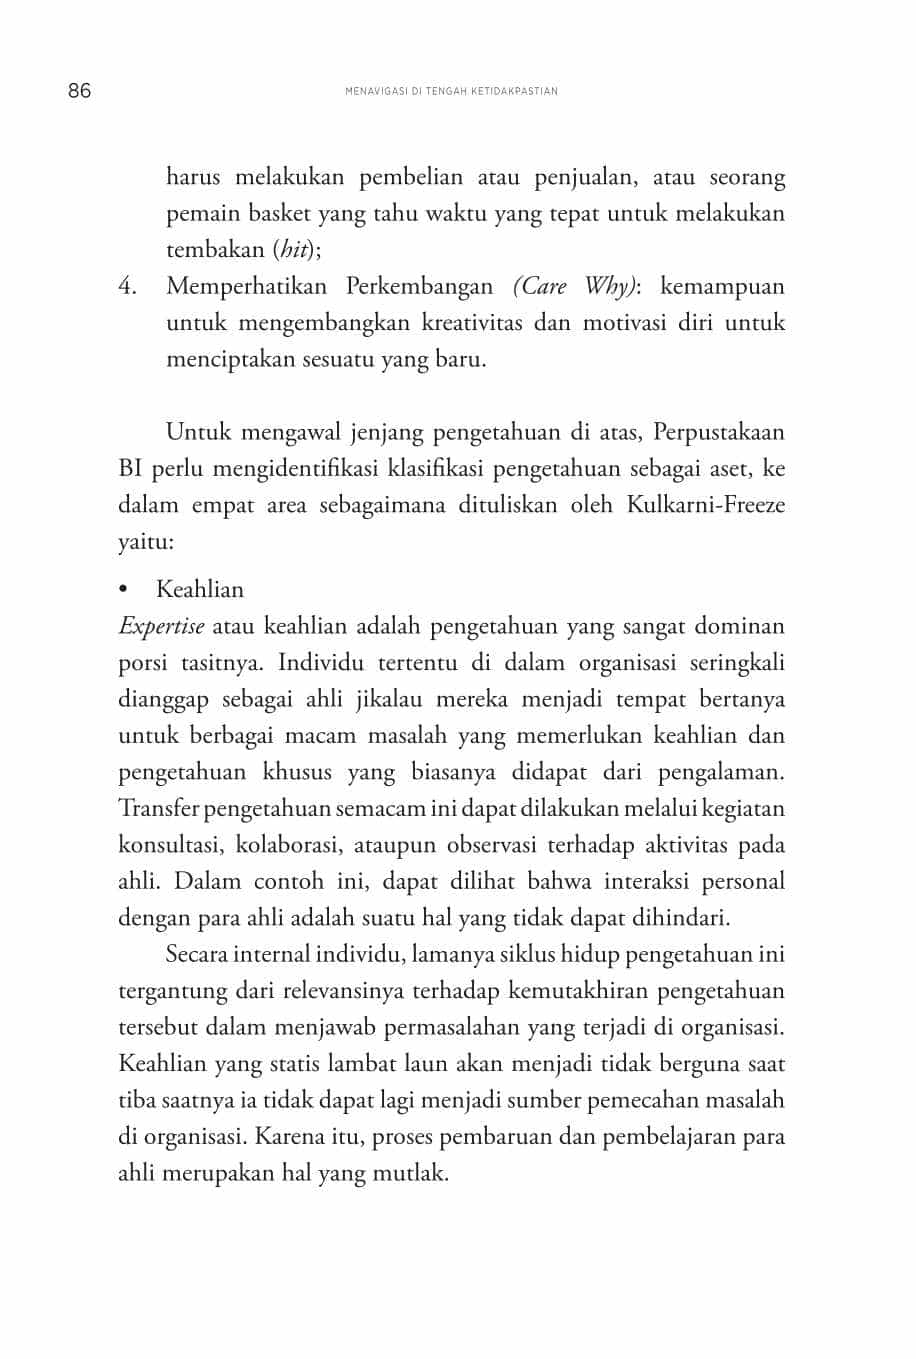 86
MENAVIGASI DI TENGAH KETIDAKPASTIAN
harus melakukan pembelian atau penjualan, atau seorang
pemain basket yang tahu waktu yang tepat untuk melakukan
tembakan (hit);
4. Memperhatikan Perkembangan (Care Why): kemampuan
untuk mengembangkan kreativitas dan motivasi diri untuk
menciptakan sesuatu yang baru.
Untuk mengawal jenjang pengetahuan di atas, Perpustakaan
BI perlu mengidentifikasi klasifikasi pengetahuan sebagai aset, ke
dalam empat area sebagaimana dituliskan oleh Kulkarni-Freeze
yaitu:
• Keahlian
Expertise atau keahlian adalah pengetahuan yang sangat dominan
porsi tasitnya. Individu tertentu di dalam organisasi seringkali
dianggap sebagai ahli jikalau mereka menjadi tempat bertanya
untuk berbagai macam masalah yang memerlukan keahlian dan
pengetahuan khusus yang biasanya didapat dari pengalaman.
Transfer pengetahuan semacam ini dapat dilakukan melalui kegiatan
konsultasi, kolaborasi, ataupun observasi terhadap aktivitas pada
ahli. Dalam contoh ini, dapat dilihat bahwa interaksi personal
dengan para ahli adalah suatu hal yang tidak dapat dihindari.
Secara internal individu, lamanya siklus hidup pengetahuan ini
tergantung dari relevansinya terhadap kemutakhiran pengetahuan
tersebut dalam menjawab permasalahan yang terjadi di organisasi.
Keahlian yang statis lambat laun akan menjadi tidak berguna saat
tiba saatnya ia tidak dapat lagi menjadi sumber pemecahan masalah
di organisasi. Karena itu, proses pembaruan dan pembelajaran para
ahli merupakan hal yang mutlak.